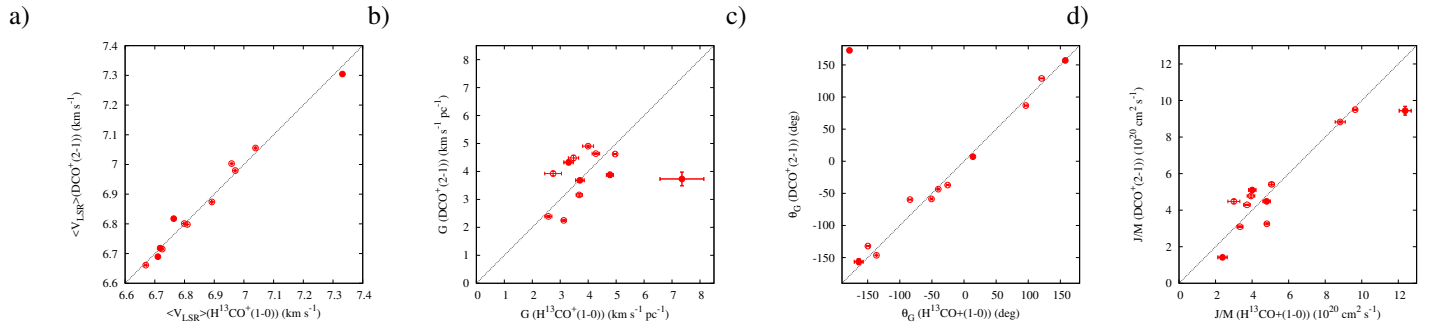 a)
b)
c)
d)
<V_LSR>(DCO⁺(2-1)) (km s⁻¹)
7.4
7.3
7.2
7.1
7
6.9
6.8
6.7
6.6
6.6 6.7 6.8 6.9 7 7.1 7.2 7.3 7.4
<V_LSR>(H¹³CO⁺(1-0)) (km s⁻¹)
G (DCO⁺(2-1)) (km s⁻¹ pc⁻¹)
8
7
6
5
4
3
2
1
0
0 1 2 3 4 5 6 7 8
G (H¹³CO⁺(1-0)) (km s⁻¹ pc⁻¹)
θ_G (DCO⁺(2-1)) (deg)
150
100
50
0
-50
-100
-150
-150 -100 -50 0 50 100 150
θ_G (H¹³CO+(1-0)) (deg)
J/M (DCO⁺(2-1)) (10²⁰ cm² s⁻¹)
12
10
8
6
4
2
0
0 2 4 6 8 10 12
J/M (H¹³CO+(1-0)) (10²⁰ cm² s⁻¹)